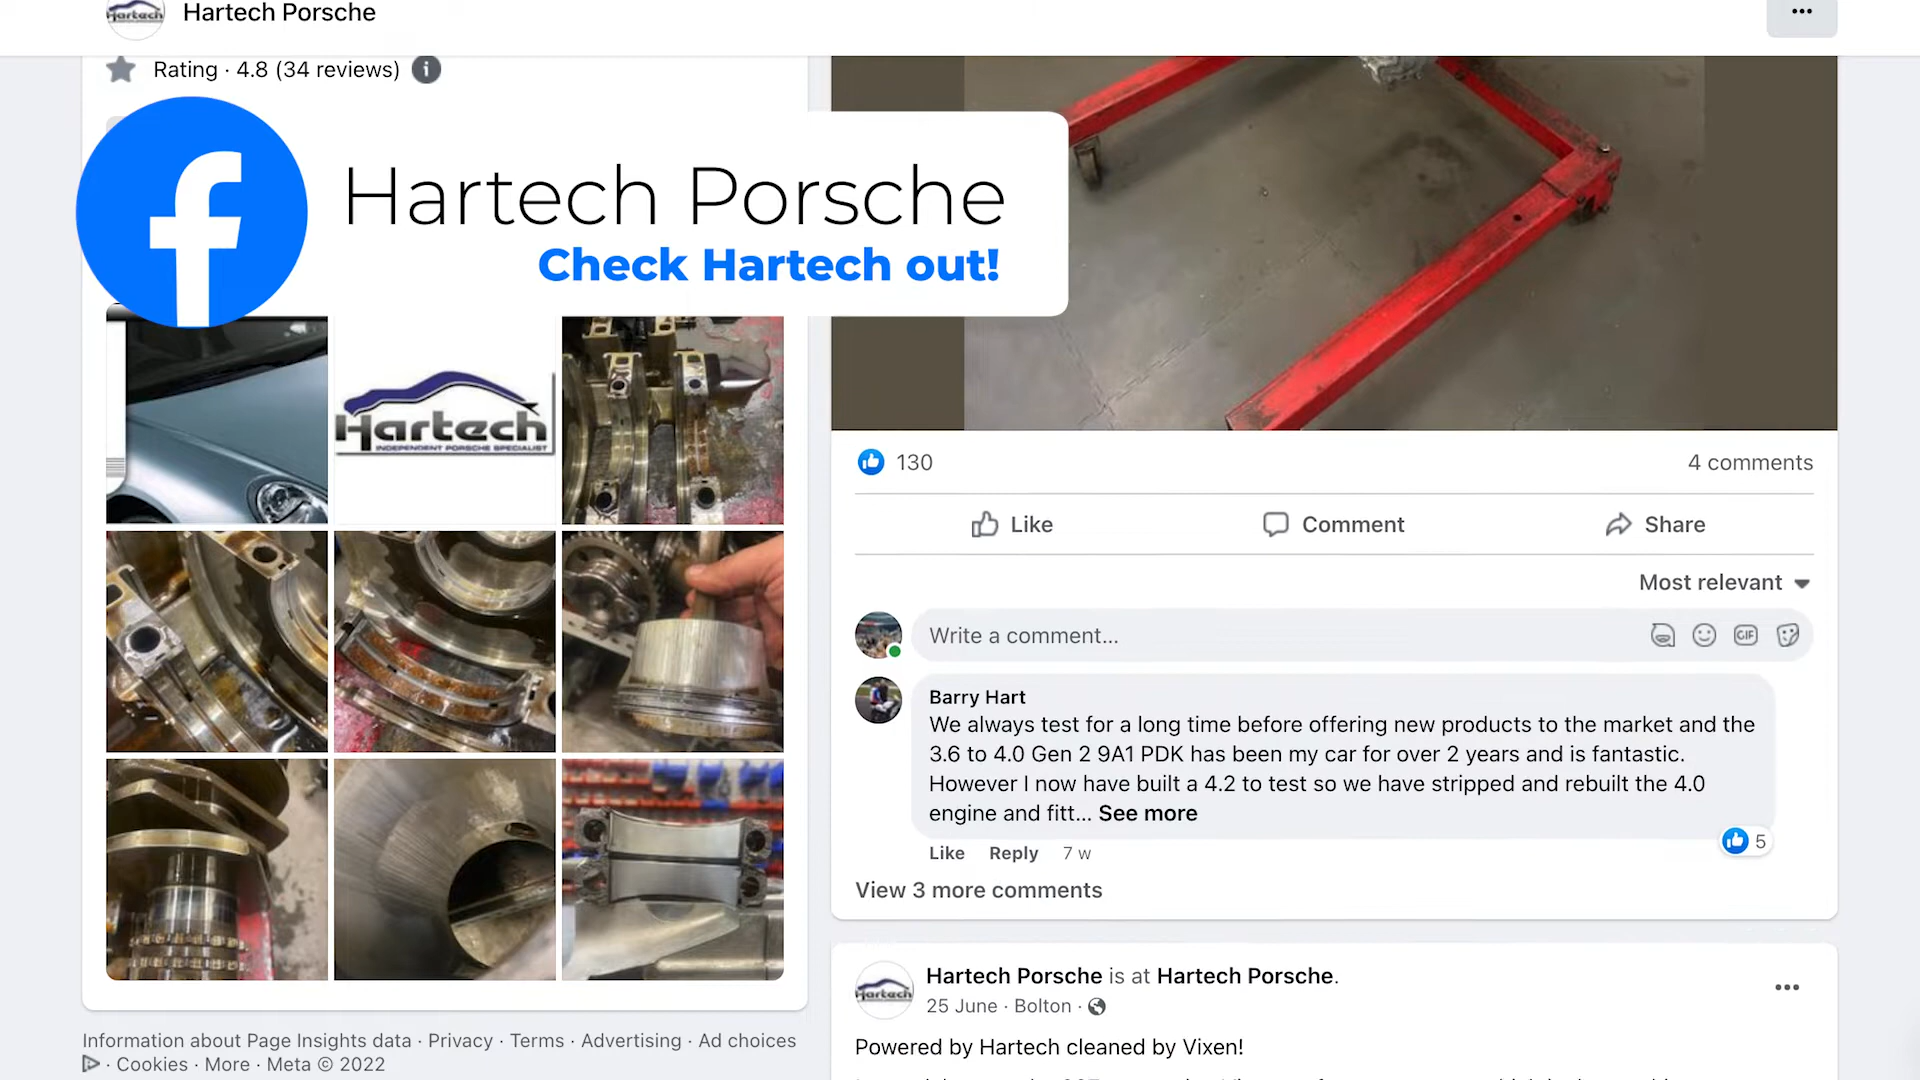 Hartech
Hartech Porsche
Rating · 4.8 (34 reviews)
Hartech Porsche
Check Hartech out!
Hartech
INDEPENDENT PORSCHE SPECIALIST
130
4 comments
Like
Comment
Share
Most relevant
Write a comment...
GIF
Barry Hart
We always test for a long time before offering new products to the market and the
3.6 to 4.0 Gen 2 9A1 PDK has been my car for over 2 years and is fantastic.
However I now have built a 4.2 to test so we have stripped and rebuilt the 4.0
engine and fitt... See more
5
Like Reply 7 w
View 3 more comments
Hartech
Hartech Porsche is at Hartech Porsche.
25 June · Bolton ·
Powered by Hartech cleaned by Vixen!
Information about Page Insights data · Privacy · Terms · Advertising · Ad choices
· Cookies · More · Meta © 2022